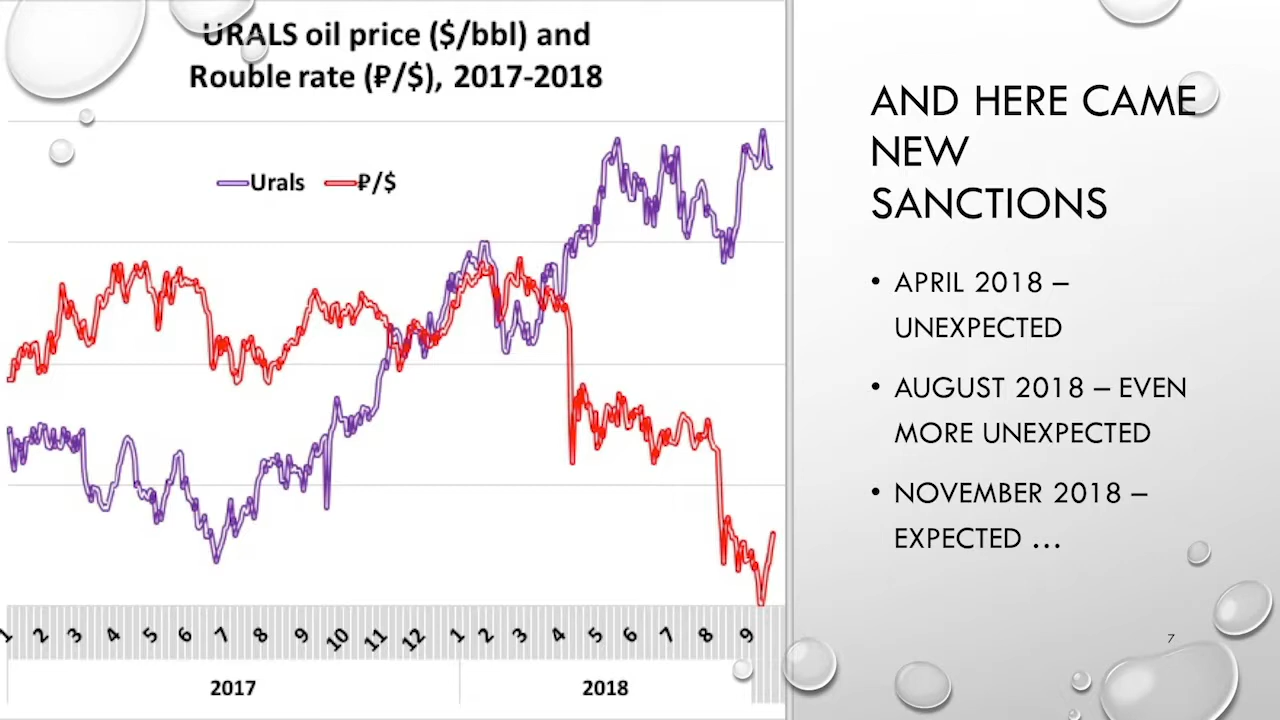 URALS oil price ($/bbl) and
Rouble rate (₽/$), 2017-2018
Urals ₽/$
1 2 3 4 5 6 7 8 9 10 11 12 1 2 3 4 5 6 7 8 9
2017 2018
AND HERE CAME
NEW
SANCTIONS
• APRIL 2018 –
UNEXPECTED
• AUGUST 2018 – EVEN
MORE UNEXPECTED
• NOVEMBER 2018 –
EXPECTED …
7